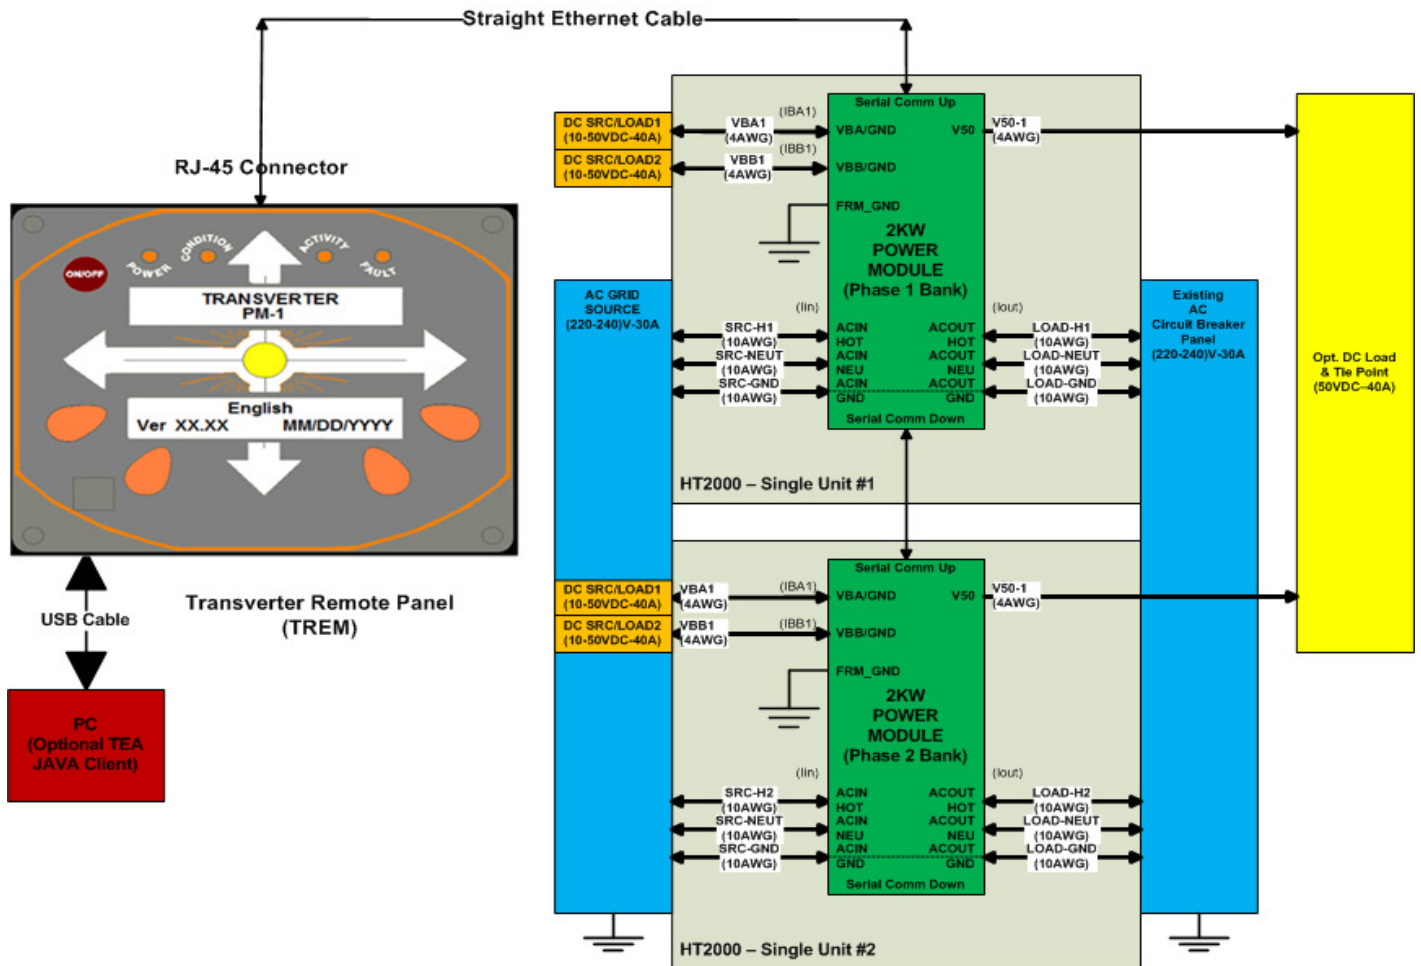 Straight Ethernet Cable
RJ-45 Connector
ON/OFF
POWER
CONDITION
ACTIVITY
FAULT
TRANSVERTER
PM-1
English
Ver XX.XX MM/DD/YYYY
Transverter Remote Panel
(TREM)
USB Cable
PC
(Optional TEA
JAVA Client)
DC SRC/LOAD1
(10-50VDC-40A)
DC SRC/LOAD2
(10-50VDC-40A)
VBA1
(4AWG)
(IBA1)
VBB1
(4AWG)
(IBB1)
Serial Comm Up
VBA/GND V50
VBB/GND
FRM_GND
2KW
POWER
MODULE
(Phase 1 Bank)
V50-1
(4AWG)
AC GRID
SOURCE
(220-240)V-30A
(Iin)
SRC-H1
(10AWG)
SRC-NEUT
(10AWG)
SRC-GND
(10AWG)
ACIN ACOUT
HOT HOT
ACIN ACOUT
NEU NEU
ACIN ACOUT
GND GND
Serial Comm Down
(Iout)
LOAD-H1
(10AWG)
LOAD-NEUT
(10AWG)
LOAD-GND
(10AWG)
Existing
AC
Circuit Breaker
Panel
(220-240)V-30A
Opt. DC Load
& Tie Point
(50VDC–40A)
HT2000 – Single Unit #1
DC SRC/LOAD1
(10-50VDC-40A)
DC SRC/LOAD2
(10-50VDC-40A)
VBA1
(4AWG)
(IBA1)
VBB1
(4AWG)
(IBB1)
Serial Comm Up
VBA/GND V50
VBB/GND
FRM_GND
2KW
POWER
MODULE
(Phase 2 Bank)
V50-1
(4AWG)
(Iin)
SRC-H2
(10AWG)
SRC-NEUT
(10AWG)
SRC-GND
(10AWG)
ACIN ACOUT
HOT HOT
ACIN ACOUT
NEU NEU
ACIN ACOUT
GND GND
Serial Comm Down
(Iout)
LOAD-H2
(10AWG)
LOAD-NEUT
(10AWG)
LOAD-GND
(10AWG)
HT2000 – Single Unit #2